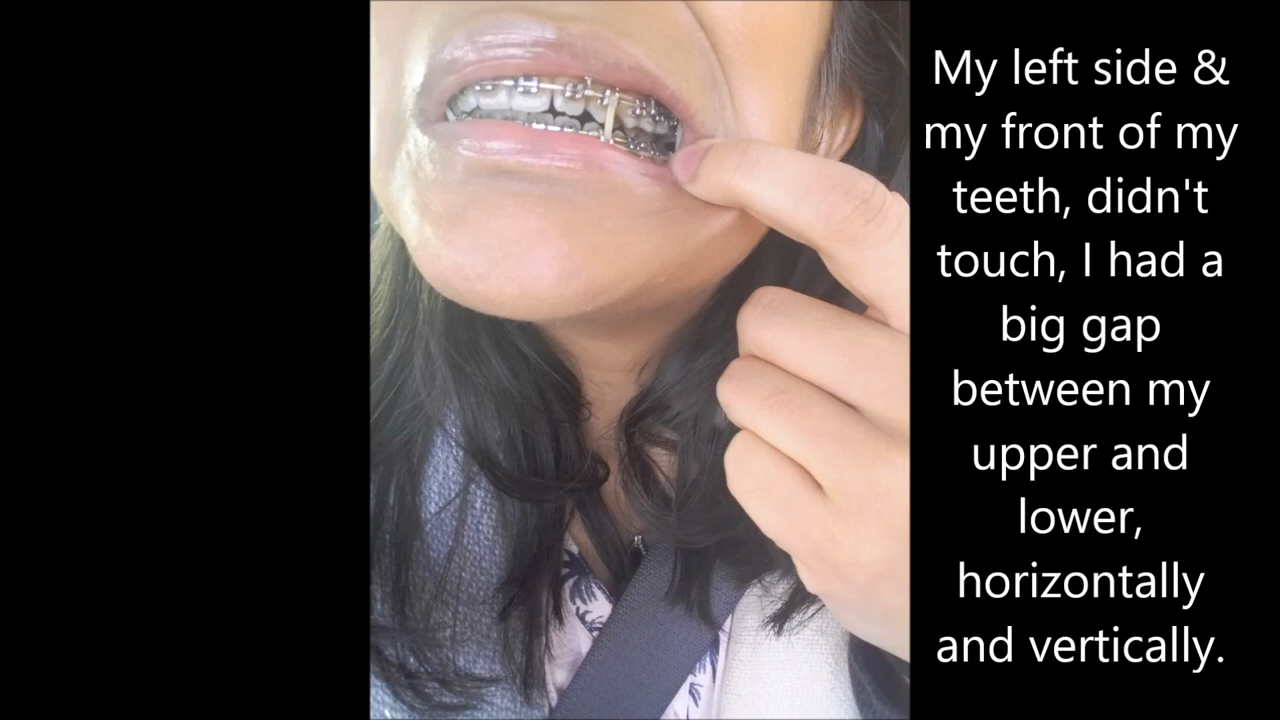 My left side &
my front of my
teeth, didn't
touch, I had a
big gap
between my
upper and
lower,
horizontally
and vertically.